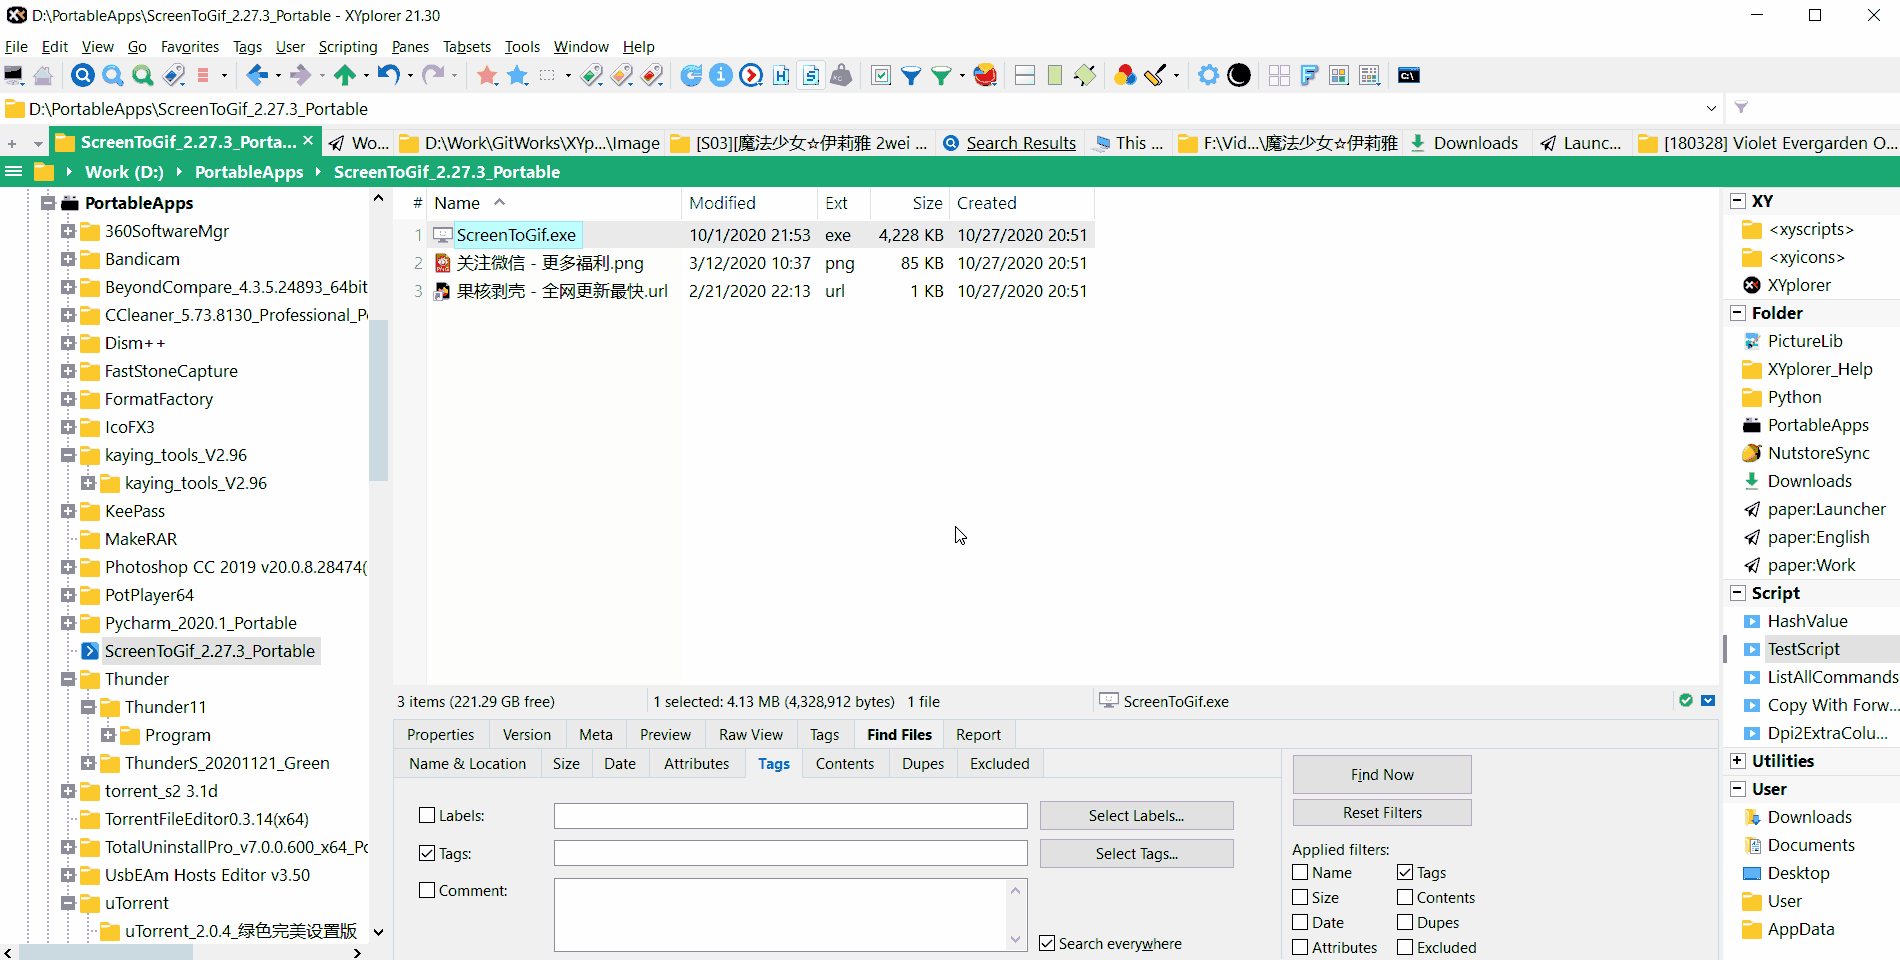 D:\PortableApps\ScreenToGif_2.27.3_Portable - XYplorer 21.30
File Edit View Go Favorites Tags User Scripting Panes Tabsets Tools Window Help
D:\PortableApps\ScreenToGif_2.27.3_Portable
ScreenToGif_2.27.3_Porta... Wo... D:\Work\GitWorks\XYp...\Image [S03][魔法少女☆伊莉雅 2wei ... Search Results This ... F:\Vid...\魔法少女☆伊莉雅 Downloads Launc... [180328] Violet Evergarden O...
Work (D:) PortableApps ScreenToGif_2.27.3_Portable
PortableApps
360SoftwareMgr
Bandicam
BeyondCompare_4.3.5.24893_64bit
CCleaner_5.73.8130_Professional_P
Dism++
FastStoneCapture
FormatFactory
IcoFX3
kaying_tools_V2.96
kaying_tools_V2.96
KeePass
MakeRAR
Photoshop CC 2019 v20.0.8.28474(
PotPlayer64
Pycharm_2020.1_Portable
ScreenToGif_2.27.3_Portable
Thunder
Thunder11
Program
ThunderS_20201121_Green
torrent_s2 3.1d
TorrentFileEditor0.3.14(x64)
TotalUninstallPro_v7.0.0.600_x64_Pc
UsbEAm Hosts Editor v3.50
uTorrent
uTorrent_2.0.4_绿色完美设置版
# Name Modified Ext Size Created
1 ScreenToGif.exe 10/1/2020 21:53 exe 4,228 KB 10/27/2020 20:51
2 关注微信 - 更多福利.png 3/12/2020 10:37 png 85 KB 10/27/2020 20:51
3 果核剥壳 - 全网更新最快.url 2/21/2020 22:13 url 1 KB 10/27/2020 20:51
3 items (221.29 GB free) 1 selected: 4.13 MB (4,328,912 bytes) 1 file ScreenToGif.exe
Properties Version Meta Preview Raw View Tags Find Files Report
Name & Location Size Date Attributes Tags Contents Dupes Excluded
Labels: Select Labels...
Tags: Select Tags...
Comment:
Search everywhere
Find Now
Reset Filters
Applied filters:
Name Tags
Size Contents
Date Dupes
Attributes Excluded
XY
<xyscripts>
<xyicons>
XYplorer
Folder
PictureLib
XYplorer_Help
Python
PortableApps
NutstoreSync
Downloads
paper:Launcher
paper:English
paper:Work
Script
HashValue
TestScript
ListAllCommands
Copy With Forw...
Dpi2ExtraColu...
Utilities
User
Downloads
Documents
Desktop
User
AppData